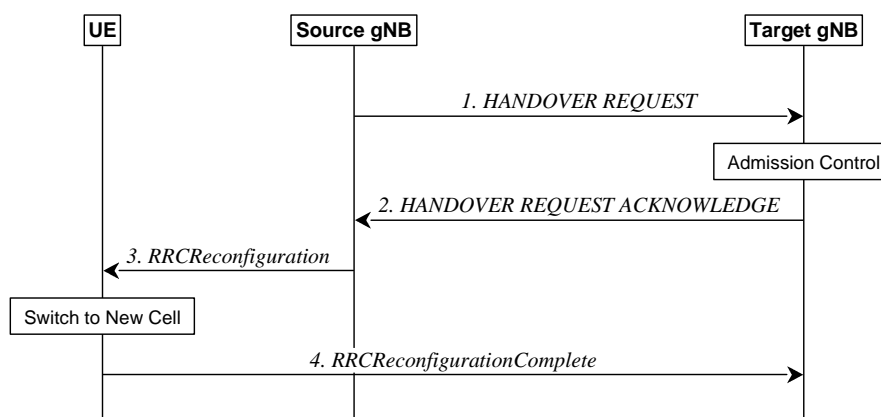 UE
Source gNB
Target gNB
1. HANDOVER REQUEST
Admission Control
2. HANDOVER REQUEST ACKNOWLEDGE
3. RRCReconfiguration
Switch to New Cell
4. RRCReconfigurationComplete